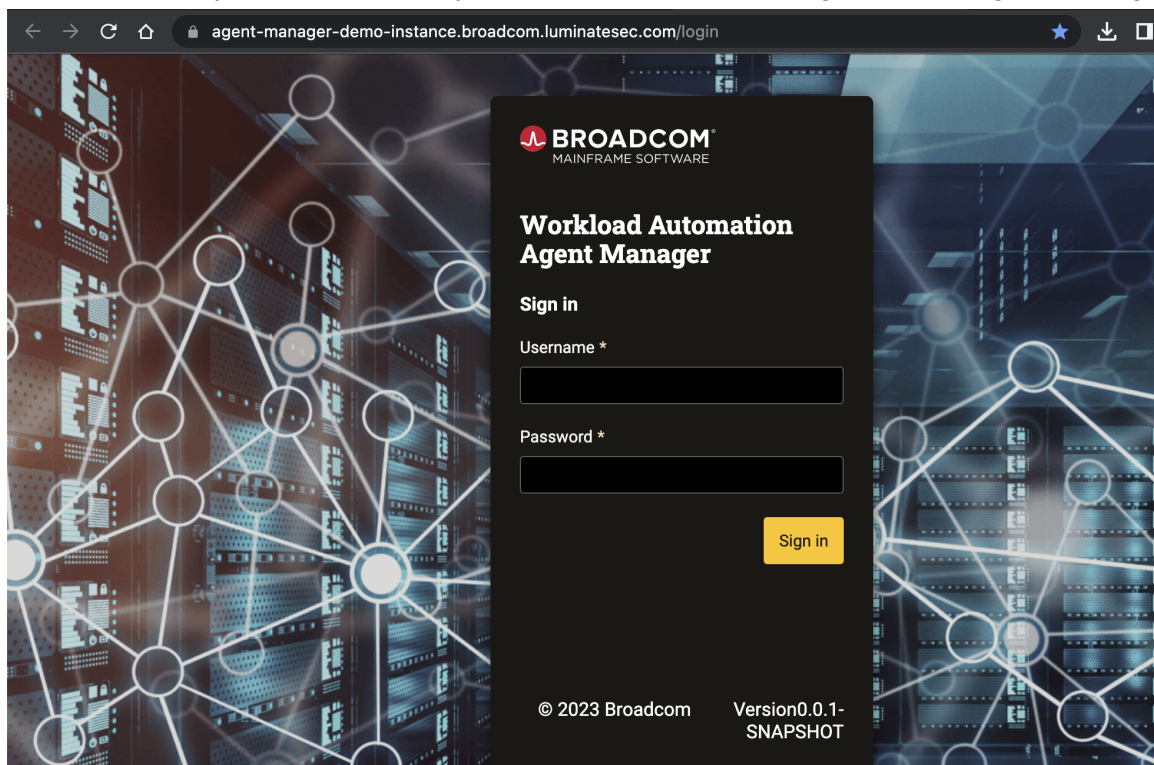 agent-manager-demo-instance.broadcom.luminatesec.com/login
BROADCOM®
MAINFRAME SOFTWARE
Workload Automation
Agent Manager
Sign in
Username *
Password *
Sign in
© 2023 Broadcom
Version0.0.1-
SNAPSHOT